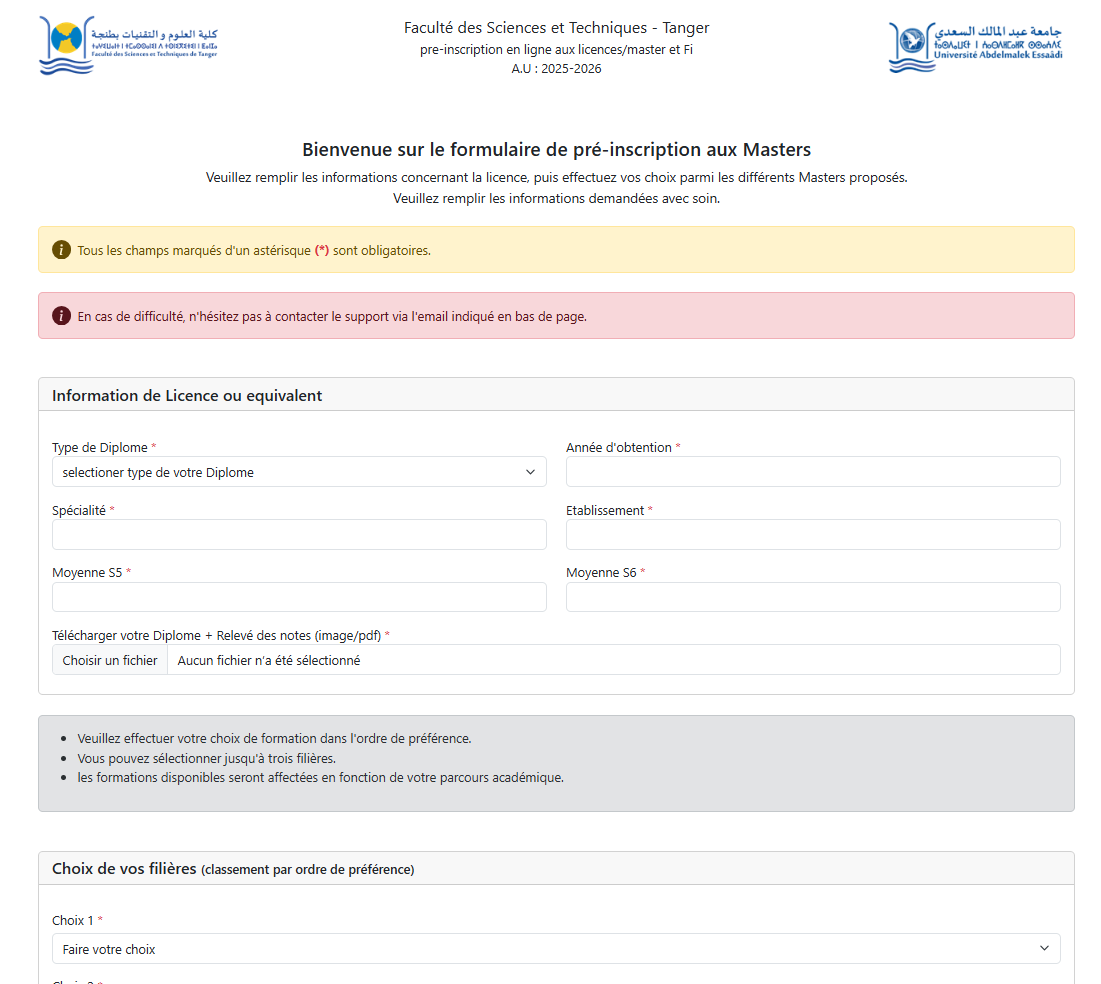 كلية العلوم و التقنيات بطنجة
Faculté des Sciences et Techniques de Tanger
Faculté des Sciences et Techniques - Tanger
pre-inscription en ligne aux licences/master et Fi
A.U : 2025-2026
جامعة عبد المالك السعدي
Université Abdelmalek Essaâdi
Bienvenue sur le formulaire de pré-inscription aux Masters
Veuillez remplir les informations concernant la licence, puis effectuez vos choix parmi les différents Masters proposés.
Veuillez remplir les informations demandées avec soin.
Tous les champs marqués d'un astérisque (*) sont obligatoires.
En cas de difficulté, n'hésitez pas à contacter le support via l'email indiqué en bas de page.
Information de Licence ou equivalent
Type de Diplome *
Année d'obtention *
selectioner type de votre Diplome
Spécialité *
Etablissement *
Moyenne S5 *
Moyenne S6 *
Télécharger votre Diplome + Relevé des notes (image/pdf) *
Choisir un fichier Aucun fichier n'a été sélectionné
• Veuillez effectuer votre choix de formation dans l'ordre de préférence.
• Vous pouvez sélectionner jusqu'à trois filières.
• les formations disponibles seront affectées en fonction de votre parcours académique.
Choix de vos filières (classement par ordre de préférence)
Choix 1 *
Faire votre choix